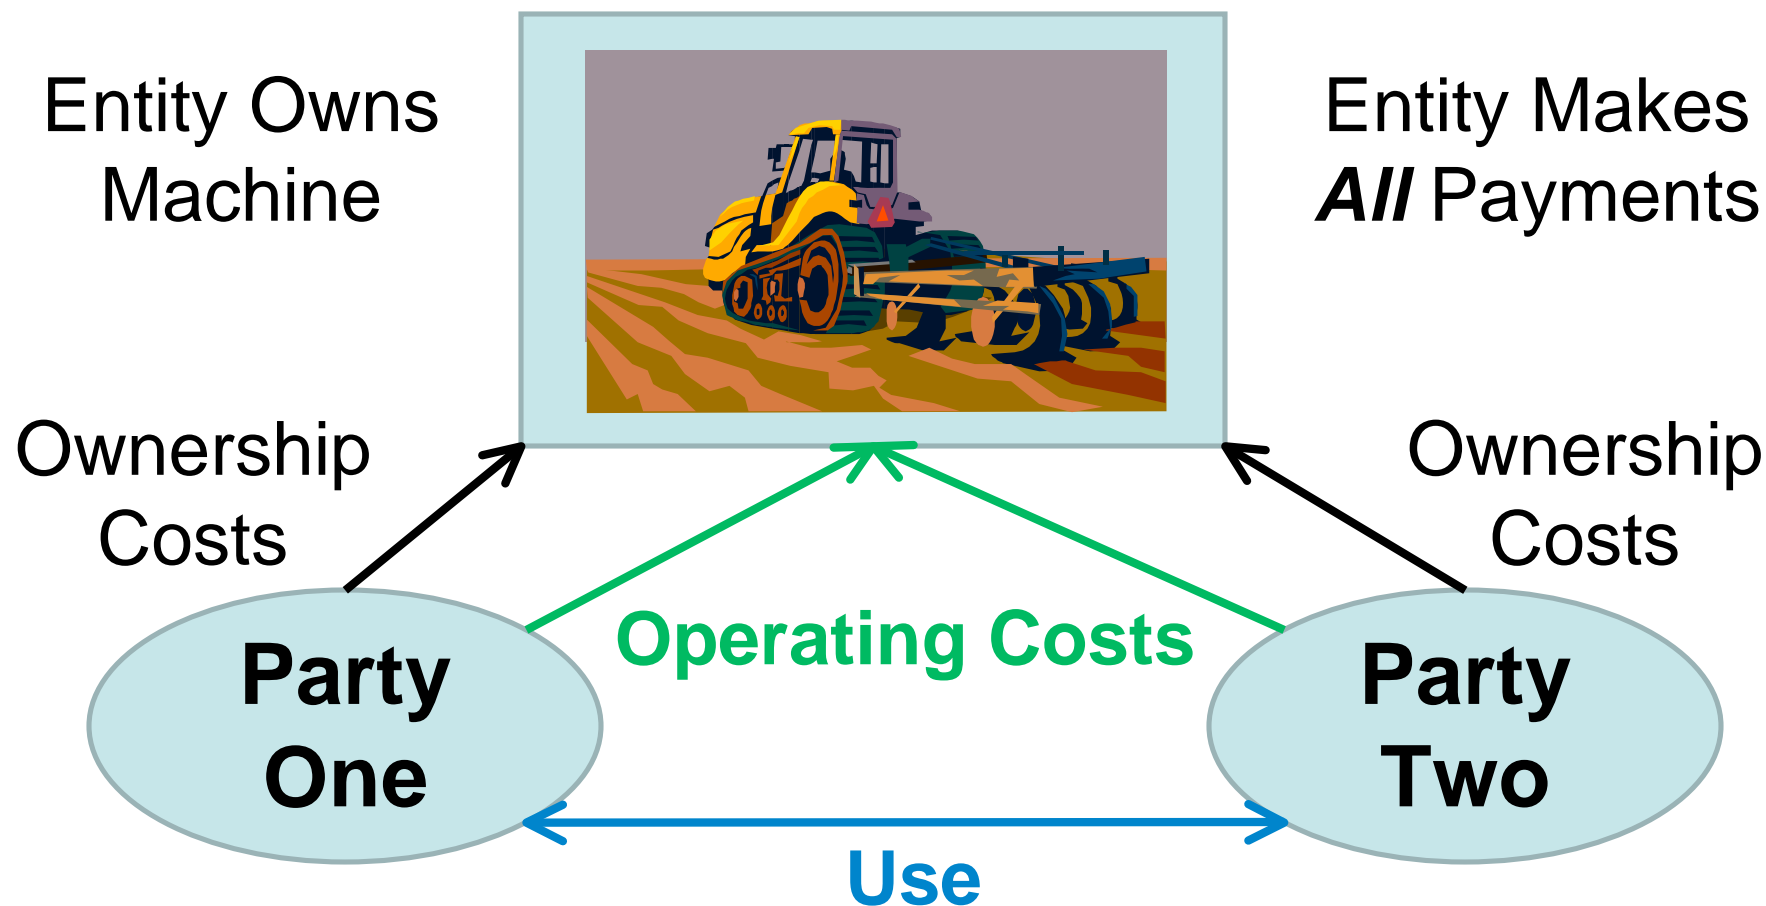 Entity Owns
Machine
Entity Makes
All Payments
Ownership
Costs
Ownership
Costs
Operating Costs
Party
One
Party
Two
Use